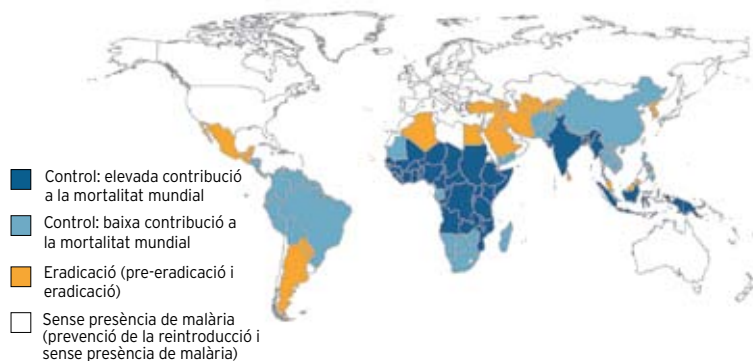 Control: elevada contribució
a la mortalitat mundial
Control: baixa contribució a
la mortalitat mundial
Eradicació (pre-eradicació i
eradicació)
Sense presència de malària
(prevenció de la reintroducció i
sense presència de malària)